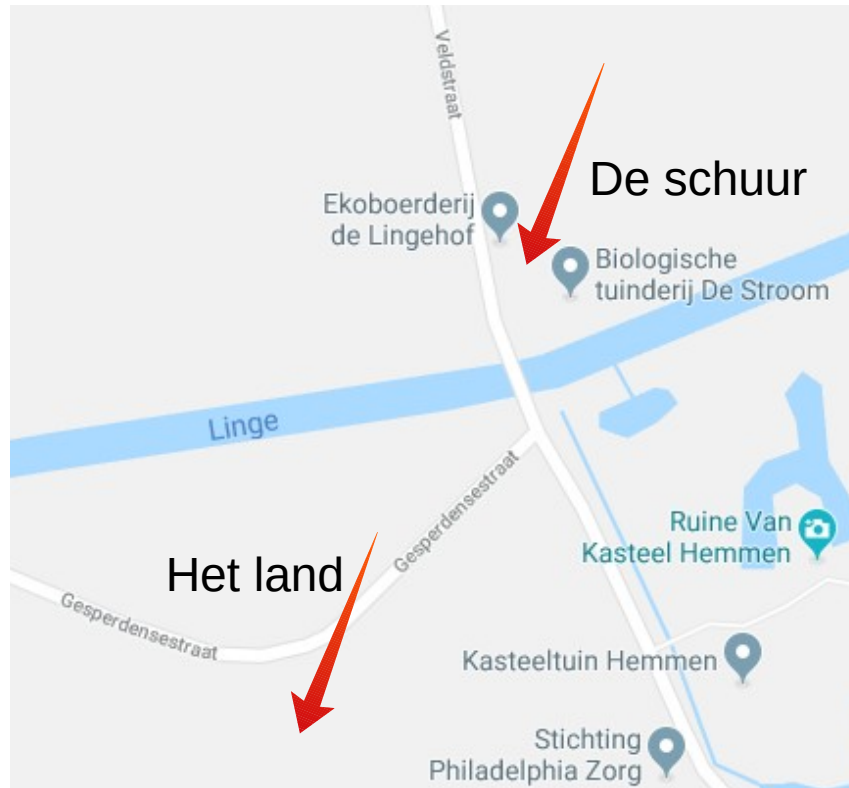 Veldstraat
De schuur
Ekoboerderij
de Lingehof
Biologische
tuinderij De Stroom
Linge
Gesperdensestraat
Ruine Van
Kasteel Hemmen
Het land
Gesperdensestraat
Kasteeltuin Hemmen
Stichting
Philadelphia Zorg